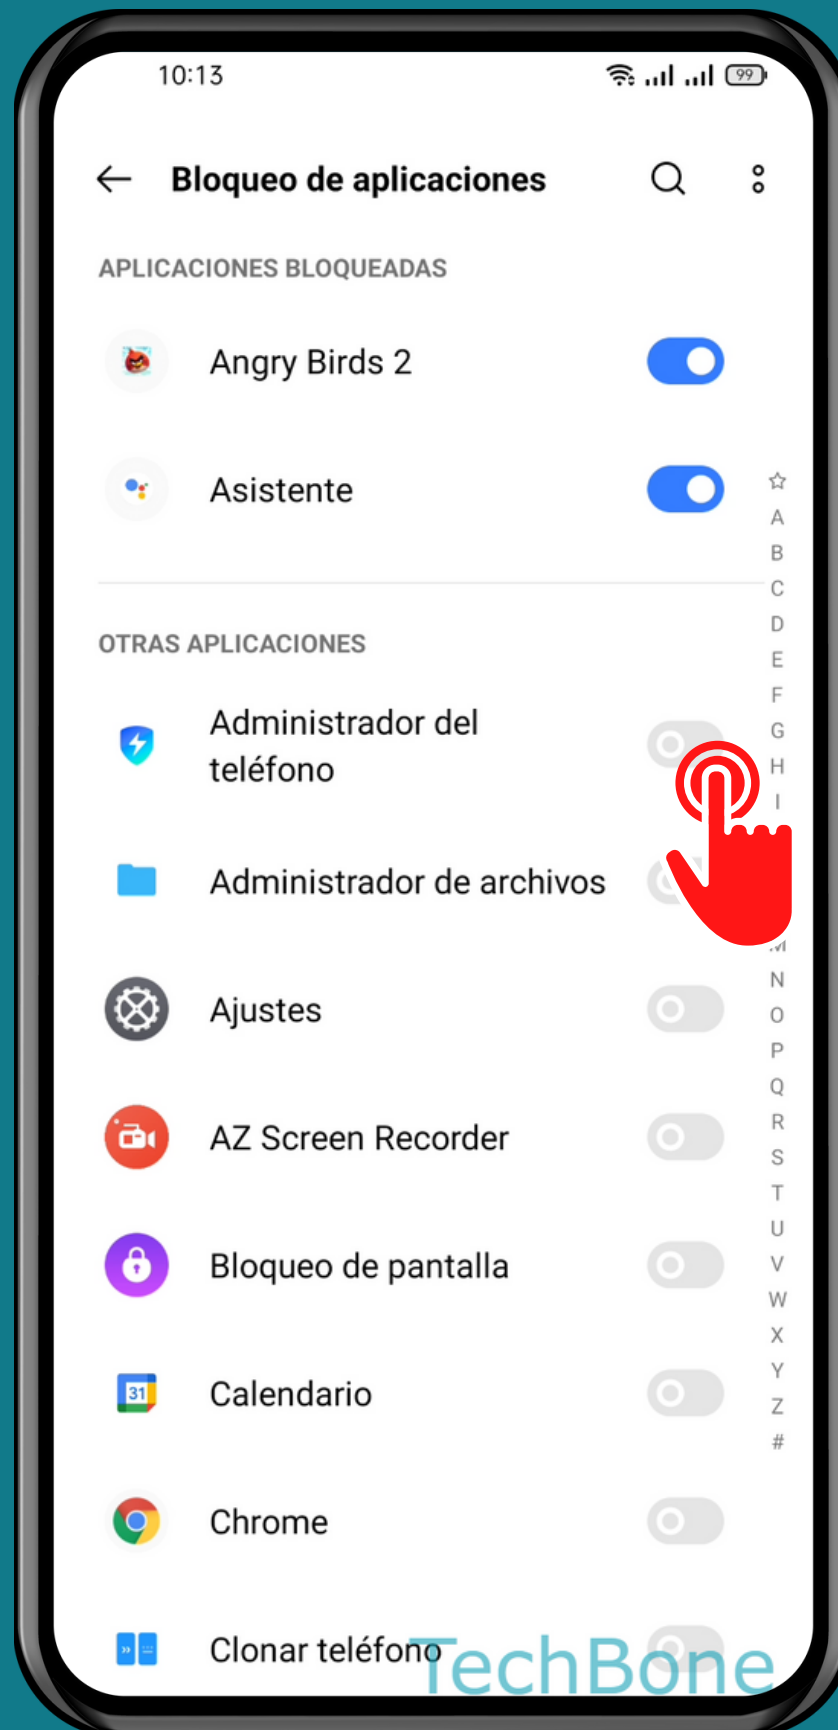 10:13
99
Bloqueo de aplicaciones
APLICACIONES BLOQUEADAS
Angry Birds 2
Asistente
OTRAS APLICACIONES
Administrador del
teléfono
Administrador de archivos
Ajustes
AZ Screen Recorder
Bloqueo de pantalla
31
Calendario
Chrome
Clonar teléfono
A
B
C
D
E
F
G
H
I
M
N
O
P
Q
R
S
T
U
V
W
X
Y
Z
#
TechBone